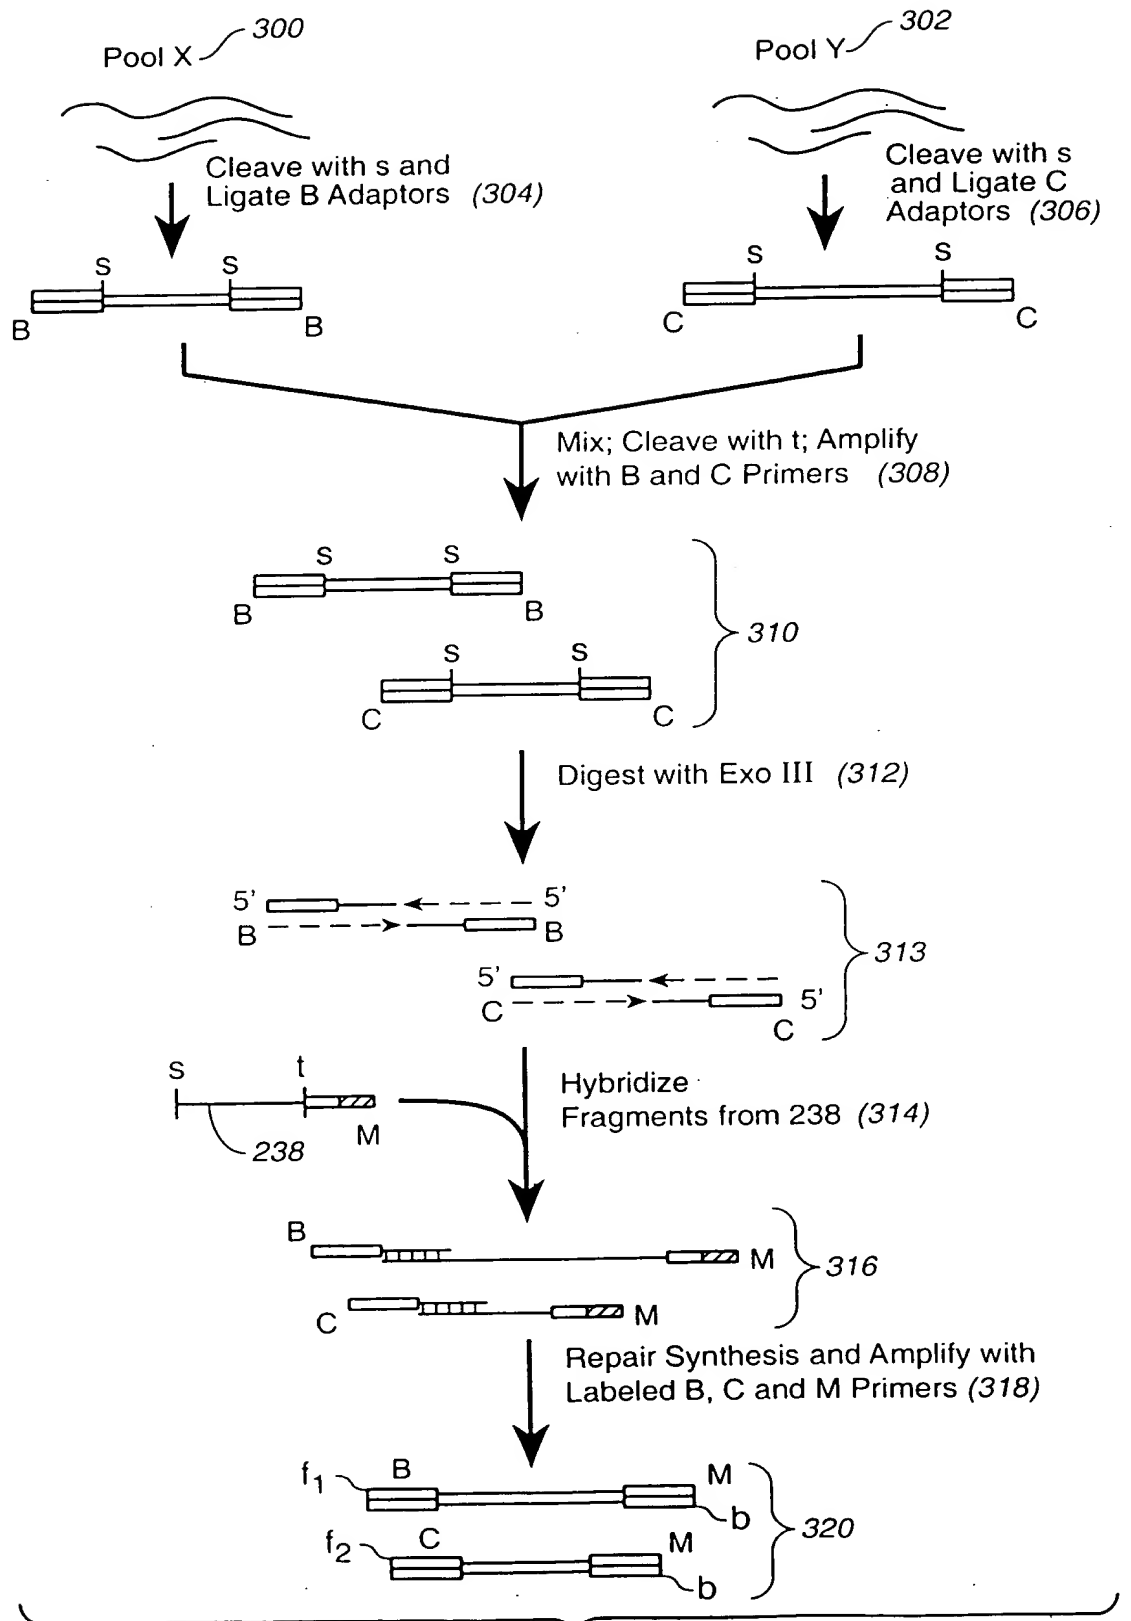 Pool X 300
Pool Y 302
Cleave with s and
Ligate B Adaptors (304)
Cleave with s
and Ligate C
Adaptors (306)
S S
B B
S S
C C
Mix; Cleave with t; Amplify
with B and C Primers (308)
S S
B B
310
S S
C C
Digest with Exo III (312)
5' 5'
B B
313
5'
C 5'
C
S t
M
238
Hybridize
Fragments from 238 (314)
B M
316
C M
Repair Synthesis and Amplify with
Labeled B, C and M Primers (318)
f1 B M
b
320
f2 C M
b